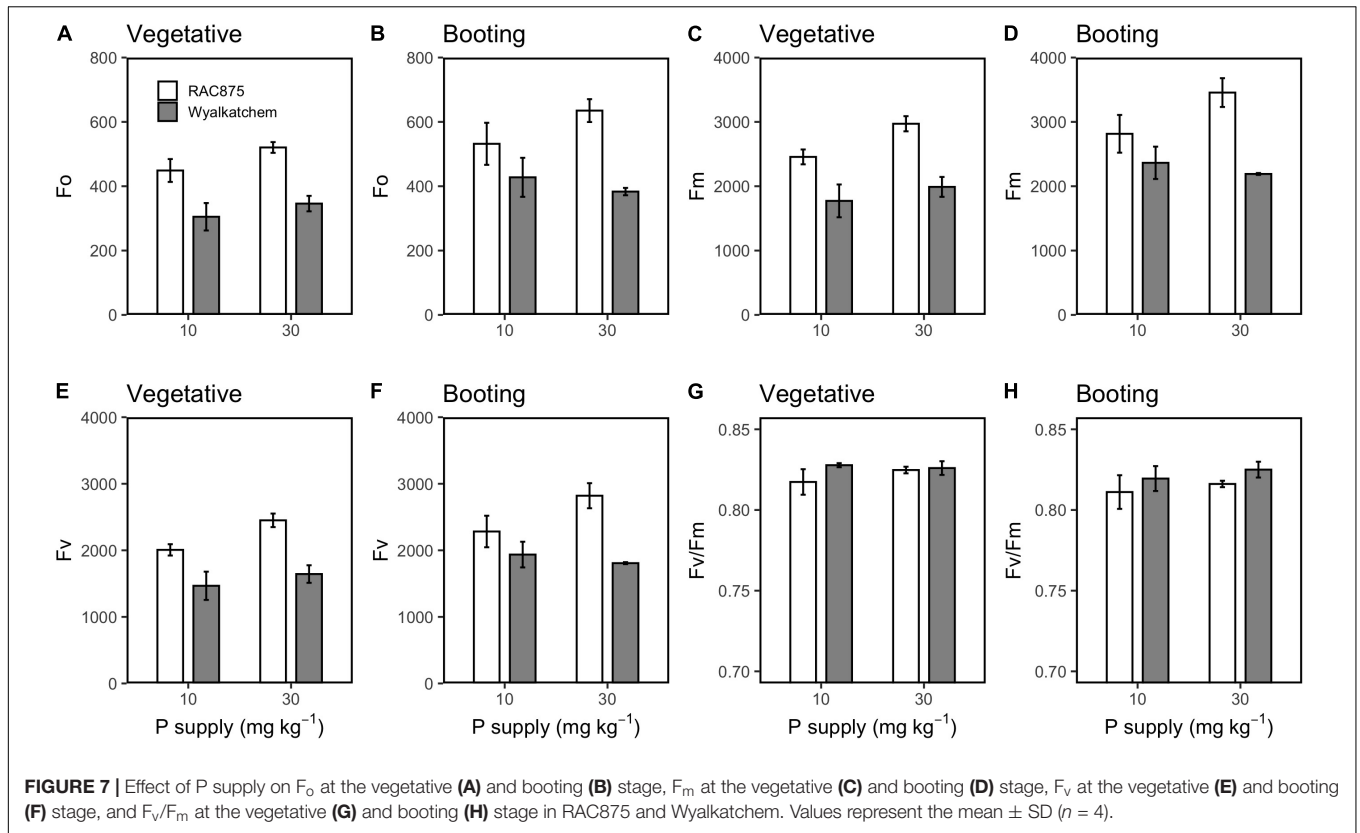 A Vegetative
B Booting
C Vegetative
D Booting
800
600
400
200
0
Fo
RAC875
Wyalkatchem
10 30
800
600
400
200
0
Fo
10 30
4000
3000
2000
1000
0
Fm
10 30
4000
3000
2000
1000
0
Fm
10 30
E Vegetative
F Booting
G Vegetative
H Booting
4000
3000
2000
1000
0
Fv
10 30
P supply (mg kg⁻¹)
4000
3000
2000
1000
0
Fv
10 30
P supply (mg kg⁻¹)
0.85
0.80
0.75
0.70
Fv/Fm
10 30
P supply (mg kg⁻¹)
0.85
0.80
0.75
0.70
Fv/Fm
10 30
P supply (mg kg⁻¹)
FIGURE 7 | Effect of P supply on Fₒ at the vegetative (A) and booting (B) stage, Fₘ at the vegetative (C) and booting (D) stage, Fᵥ at the vegetative (E) and booting
(F) stage, and Fᵥ/Fₘ at the vegetative (G) and booting (H) stage in RAC875 and Wyalkatchem. Values represent the mean ± SD (n = 4).